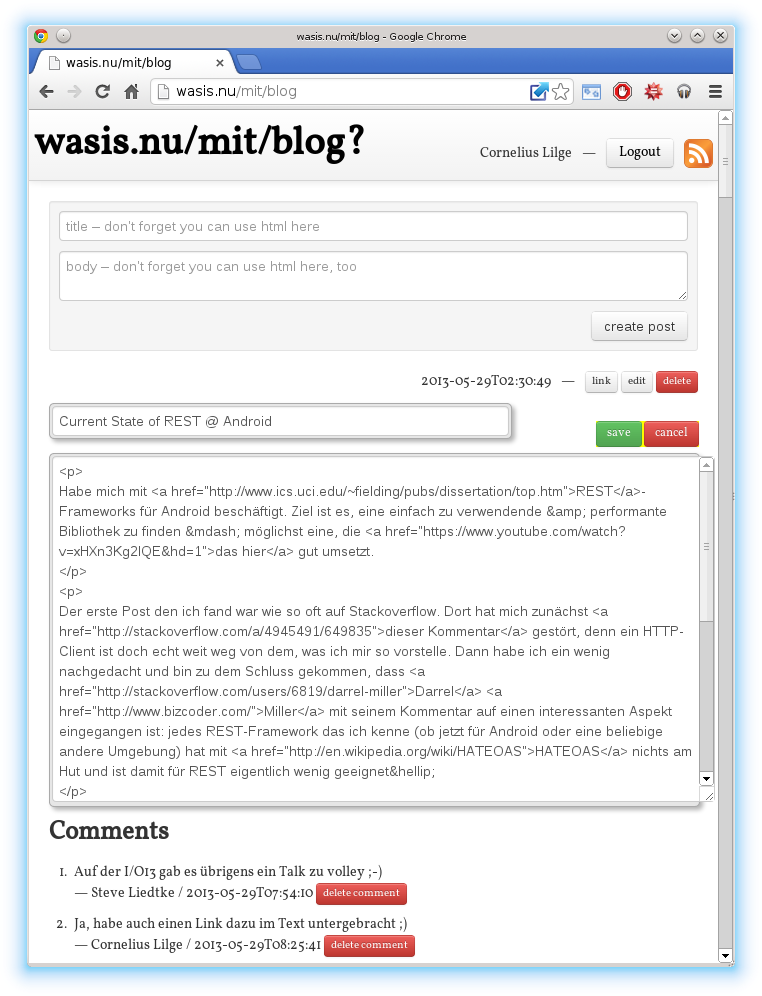 wasis.nu/mit/blog - Google Chrome
wasis.nu/mit/blog
wasis.nu/mit/blog
wasis.nu/mit/blog?
Cornelius Lilge — Logout
title — don't forget you can use html here
body — don't forget you can use html here, too
create post
2013-05-29T02:30:49 — link edit delete
Current State of REST @ Android
save cancel
<p>
Habe mich mit <a href="http://www.ics.uci.edu/~fielding/pubs/dissertation/top.htm">REST</a>-
Frameworks für Android beschäftigt. Ziel ist es, eine einfach zu verwendende &amp; performante
Bibliothek zu finden &mdash; möglichst eine, die <a href="https://www.youtube.com/watch?
v=xHXn3Kg2IQE&hd=1">das hier</a> gut umsetzt.
</p>
<p>
Der erste Post den ich fand war wie so oft auf Stackoverflow. Dort hat mich zunächst <a
href="http://stackoverflow.com/a/4945491/649835">dieser Kommentar</a> gestört, denn ein HTTP-
Client ist doch echt weit weg von dem, was ich mir so vorstelle. Dann habe ich ein wenig
nachgedacht und bin zu dem Schluss gekommen, dass <a
href="http://stackoverflow.com/users/6819/darrel-miller">Darrel</a> <a
href="http://www.bizcoder.com/">Miller</a> mit seinem Kommentar auf einen interessanten Aspekt
eingegangen ist: jedes REST-Framework das ich kenne (ob jetzt für Android oder eine beliebige
andere Umgebung) hat mit <a href="http://en.wikipedia.org/wiki/HATEOAS">HATEOAS</a> nichts am
Hut und ist damit für REST eigentlich wenig geeignet&hellip;
</p>
Comments
1. Auf der I/O13 gab es übrigens ein Talk zu volley ;-)
— Steve Liedtke / 2013-05-29T07:54:10 delete comment
2. Ja, habe auch einen Link dazu im Text untergebracht ;)
— Cornelius Lilge / 2013-05-29T08:25:41 delete comment